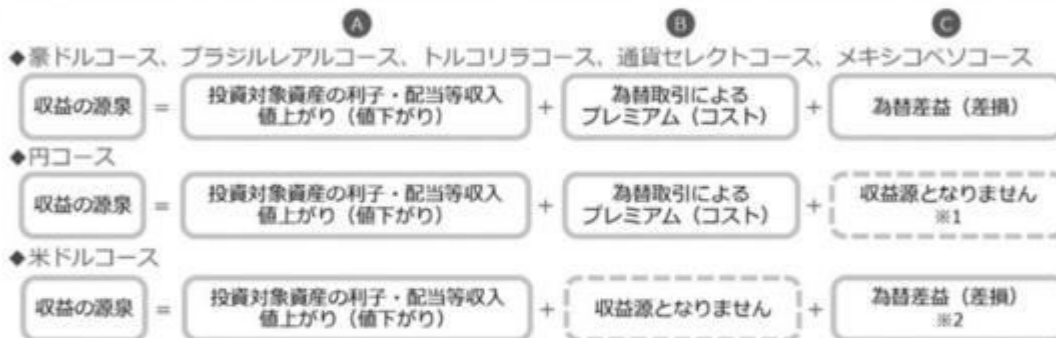 A B C
◆豪ドルコース、ブラジルレアルコース、トルコリラコース、通貨セレクトコース、メキシコペソコース
収益の源泉 = 投資対象資産の利子・配当等収入 + 為替取引による + 為替差益（差損）
値上がり（値下がり） プレミアム（コスト）
◆円コース
収益の源泉 = 投資対象資産の利子・配当等収入 + 為替取引による + 収益源となりません
値上がり（値下がり） プレミアム（コスト） ※1
◆米ドルコース
収益の源泉 = 投資対象資産の利子・配当等収入 + 収益源となりません + 為替差益（差損）
値上がり（値下がり） ※2